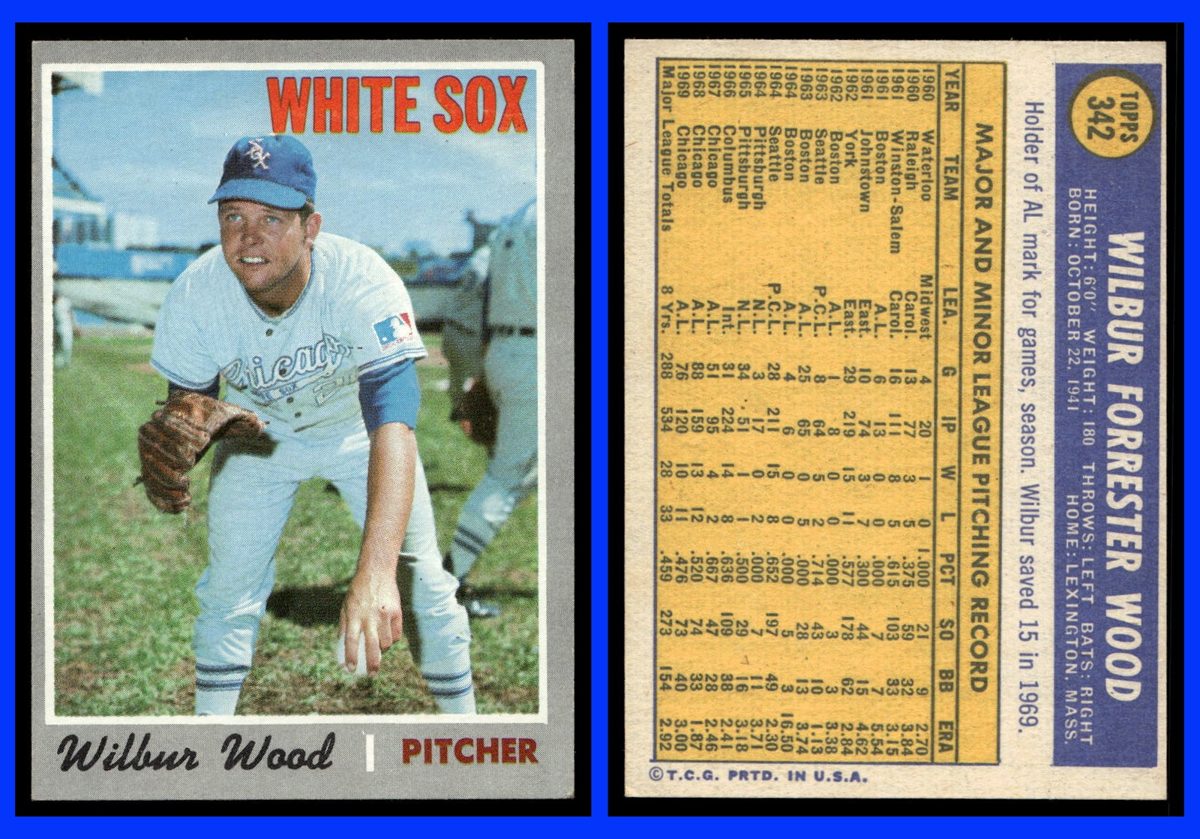 WHITE SOX
SOX
Chicago
WHITE SOX
Wilbur Wood | PITCHER
TOPPS
342
WILBUR FORRESTER WOOD
HEIGHT: 6'0" WEIGHT: 180 THROWS: LEFT BATS: RIGHT
BORN: OCTOBER 22, 1941 HOME: LEXINGTON, MASS.
Holder of AL mark for games, season. Wilbur saved 15 in 1969.
MAJOR AND MINOR LEAGUE PITCHING RECORD
YEAR TEAM LEA. G IP W L PCT SO BB ERA
1960 Waterloo Midwest 4 20 1 0 1.000 21 9 2.70
1960 Raleigh Carol. 13 77 3 5 .375 59 32 3.84
1961 Winston-Salem Carol. 16 111 8 5 .615 103 33
1961 Boston A.L. 6 13 0 0 .000 7 7 5.54
1961 Johnstown East. 10 74 3 7 .300 44 15 4.62
1962 York East. 29 219 15 11 .577 178 62 2.84
1962 Boston A.L. 1 8 0 0 .000 3 3 3.38
1963 Seattle P.C.L. 8 64 5 2 .714 43 10 1.13
1963 Boston A.L. 25 65 0 5 .000 28 13 3.74
1964 Boston A.L. 4 6 0 0 .000 5 3 16.50
1964 Seattle P.C.L. 28 211 15 8 .652 197 49 2.30
1964 Pittsburgh N.L. 3 17 0 2 .000 7 11 3.71
1965 Pittsburgh N.L. 34 51 1 1 .500 29 16 3.18
1966 Columbus Int. 31 224 14 8 .636 109 38 2.41
1967 Chicago A.L. 51 95 4 2 .667 47 28 2.46
1968 Chicago A.L. 88 159 13 12 .520 74 33 1.87
1969 Chicago A.L. 76 120 10 11 .476 73 40 3.00
Major League Totals 8 Yrs. 288 534 28 33 .459 273 154 2.92
©T.C.G. PRTD. IN U.S.A.